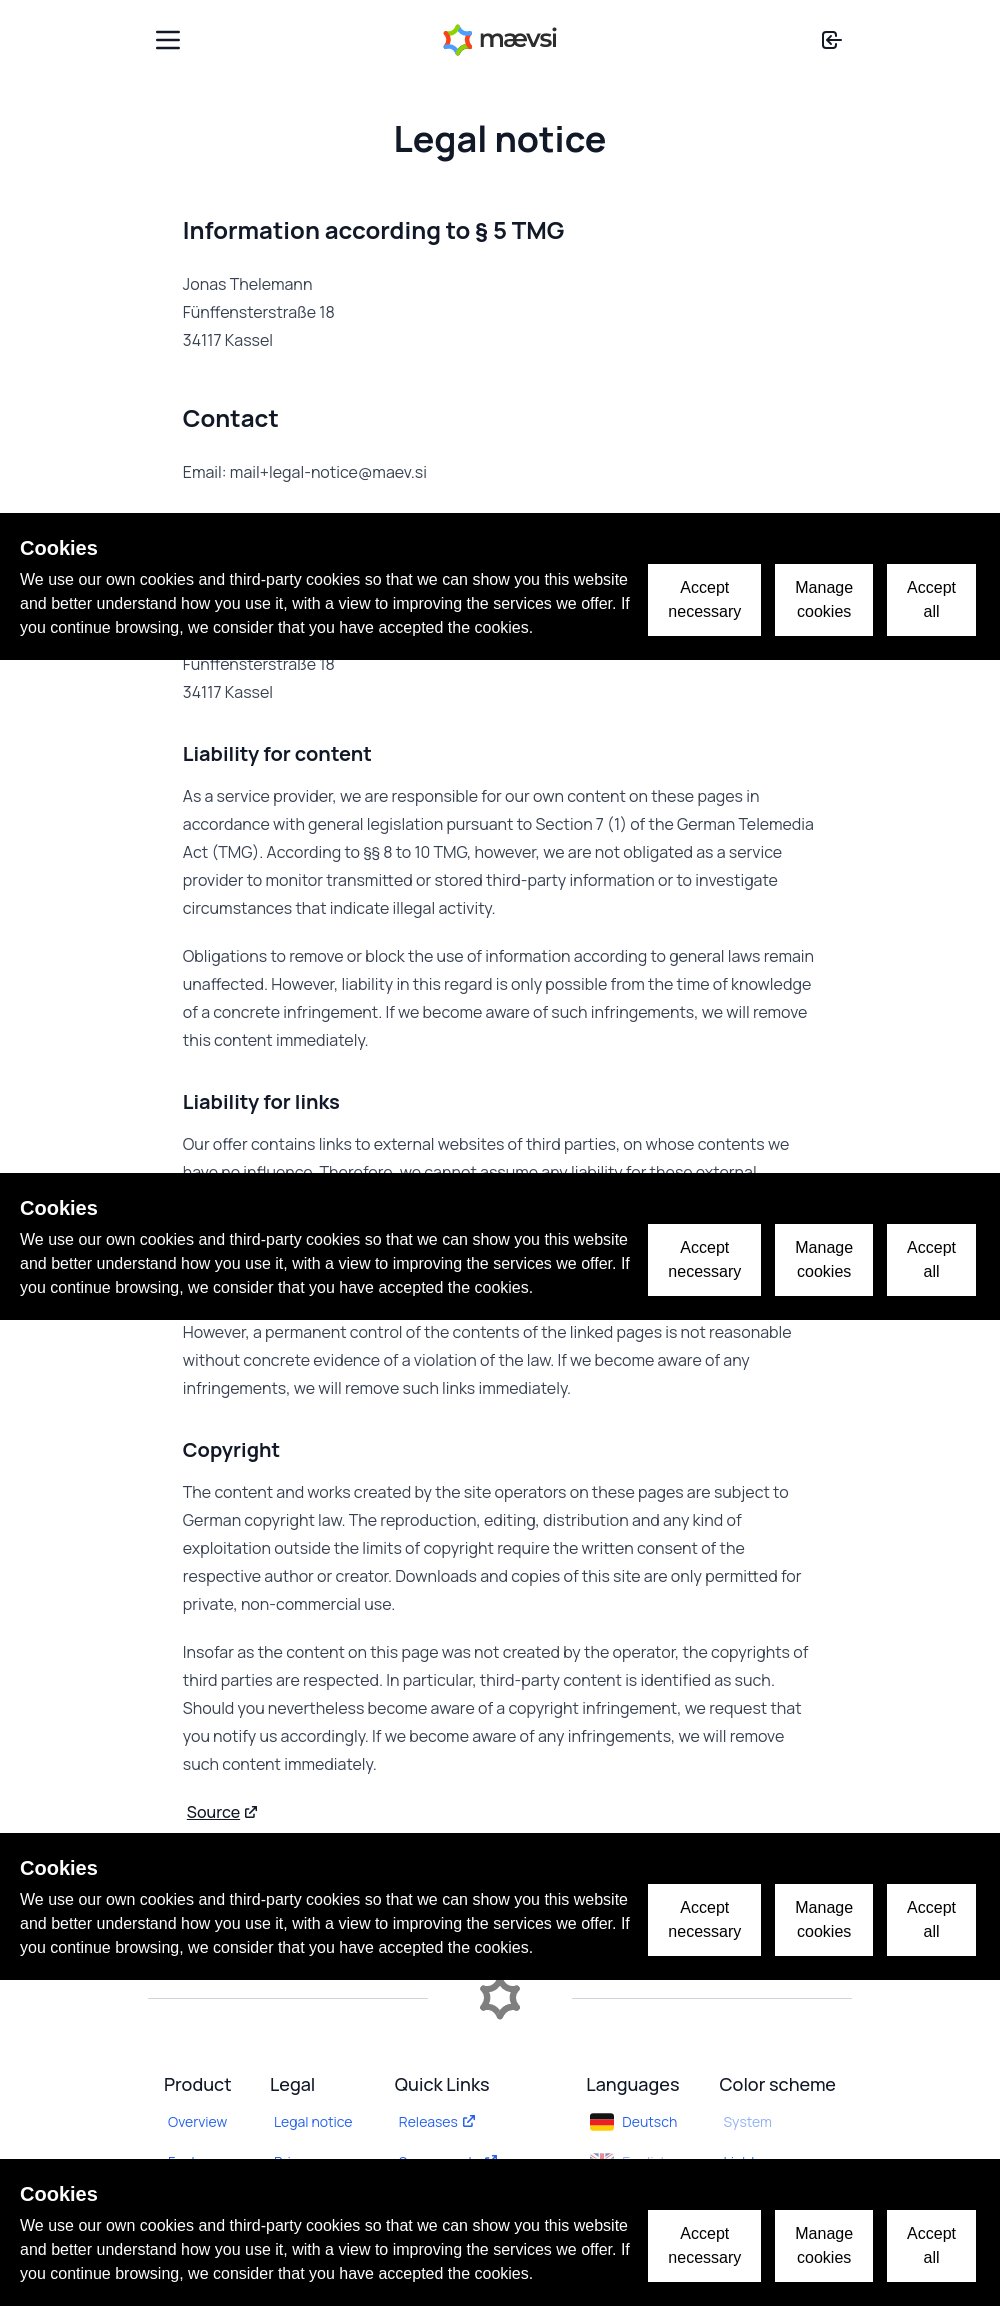 mævsi
Legal notice
Information according to § 5 TMG
Jonas Thelemann
Fünffensterstraße 18
34117 Kassel
Contact
Email: mail+legal-notice@maev.si
Cookies
We use our own cookies and third-party cookies so that we can show you this website
and better understand how you use it, with a view to improving the services we offer. If
you continue browsing, we consider that you have accepted the cookies.
Accept
necessary
Manage
cookies
Accept
all
Fünffensterstraße 18
34117 Kassel
Liability for content
As a service provider, we are responsible for our own content on these pages in
accordance with general legislation pursuant to Section 7 (1) of the German Telemedia
Act (TMG). According to §§ 8 to 10 TMG, however, we are not obligated as a service
provider to monitor transmitted or stored third-party information or to investigate
circumstances that indicate illegal activity.
Obligations to remove or block the use of information according to general laws remain
unaffected. However, liability in this regard is only possible from the time of knowledge
of a concrete infringement. If we become aware of such infringements, we will remove
this content immediately.
Liability for links
Our offer contains links to external websites of third parties, on whose contents we
have no influence. Therefore, we cannot assume any liability for these external
Cookies
We use our own cookies and third-party cookies so that we can show you this website
and better understand how you use it, with a view to improving the services we offer. If
you continue browsing, we consider that you have accepted the cookies.
Accept
necessary
Manage
cookies
Accept
all
However, a permanent control of the contents of the linked pages is not reasonable
without concrete evidence of a violation of the law. If we become aware of any
infringements, we will remove such links immediately.
Copyright
The content and works created by the site operators on these pages are subject to
German copyright law. The reproduction, editing, distribution and any kind of
exploitation outside the limits of copyright require the written consent of the
respective author or creator. Downloads and copies of this site are only permitted for
private, non-commercial use.
Insofar as the content on this page was not created by the operator, the copyrights of
third parties are respected. In particular, third-party content is identified as such.
Should you nevertheless become aware of a copyright infringement, we request that
you notify us accordingly. If we become aware of any infringements, we will remove
such content immediately.
Source
Cookies
We use our own cookies and third-party cookies so that we can show you this website
and better understand how you use it, with a view to improving the services we offer. If
you continue browsing, we consider that you have accepted the cookies.
Accept
necessary
Manage
cookies
Accept
all
Product
Overview
Legal
Legal notice
Quick Links
Releases
Languages
Deutsch
Color scheme
System
Cookies
We use our own cookies and third-party cookies so that we can show you this website
and better understand how you use it, with a view to improving the services we offer. If
you continue browsing, we consider that you have accepted the cookies.
Accept
necessary
Manage
cookies
Accept
all